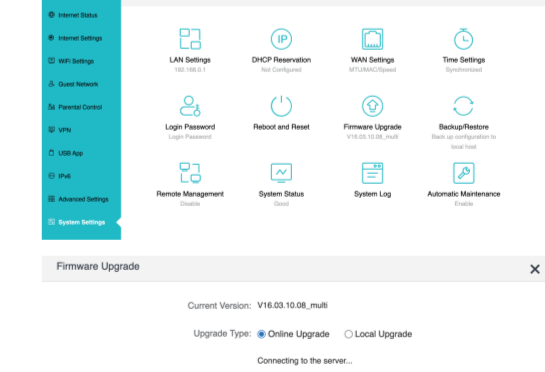 Internet Status
Internet Settings
WiFi Settings
Guest Network
Parental Control
VPN
USB App
IPv6
Advanced Settings
System Settings
LAN Settings
192.168.0.1
IP
DHCP Reservation
Not Configured
WAN Settings
MTU/MAC/Speed
Time Settings
Synchronized
Login Password
Login Password
Reboot and Reset
Firmware Upgrade
V16.03.10.08_multi
Backup/Restore
Back up configuration to
local host
Remote Management
Disable
System Status
Good
System Log
Automatic Maintenance
Enable
Firmware Upgrade
Current Version: V16.03.10.08_multi
Upgrade Type: Online Upgrade Local Upgrade
Connecting to the server...